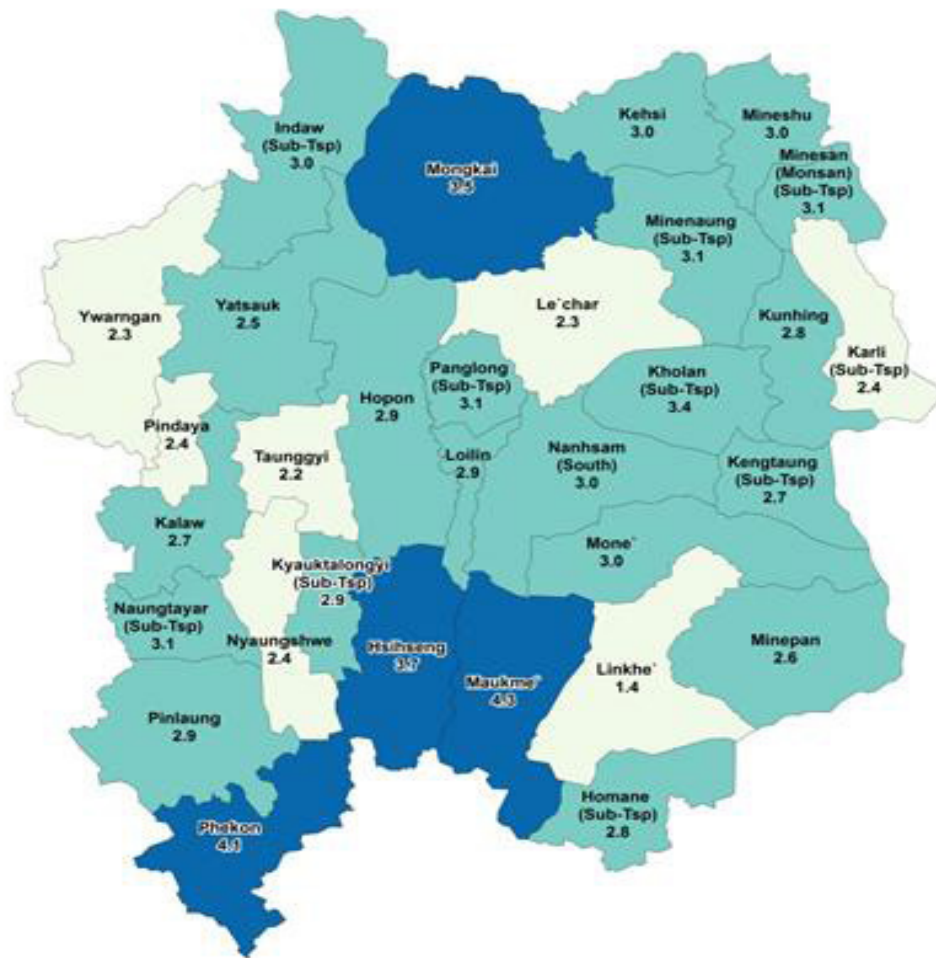 Indaw
(Sub-Tsp)
3.0
Mongkai
3.5
Kehsi
3.0
Mineshu
3.0
Minesan
(Monsan)
(Sub-Tsp)
3.1
Minenaung
(Sub-Tsp)
3.1
Ywarngan
2.3
Yatsauk
2.5
Le`char
2.3
Kunhing
2.8
Karli
(Sub-Tsp)
2.4
Panglong
(Sub-Tsp)
3.1
Kholan
(Sub-Tsp)
3.4
Hopon
2.9
Pindaya
2.4
Taunggyi
2.2
Loilin
2.9
Nanhsam
(South)
3.0
Kengtaung
(Sub-Tsp)
2.7
Kalaw
2.7
Mone`
3.0
Kyauktalongyi
(Sub-Tsp)
2.9
Naungtayar
(Sub-Tsp)
3.1
Nyaungshwe
2.4
Hsihseng
3.7
Maukme`
4.3
Linkhe`
1.4
Minepan
2.6
Pinlaung
2.9
Homane
(Sub-Tsp)
2.8
Phekon
4.1